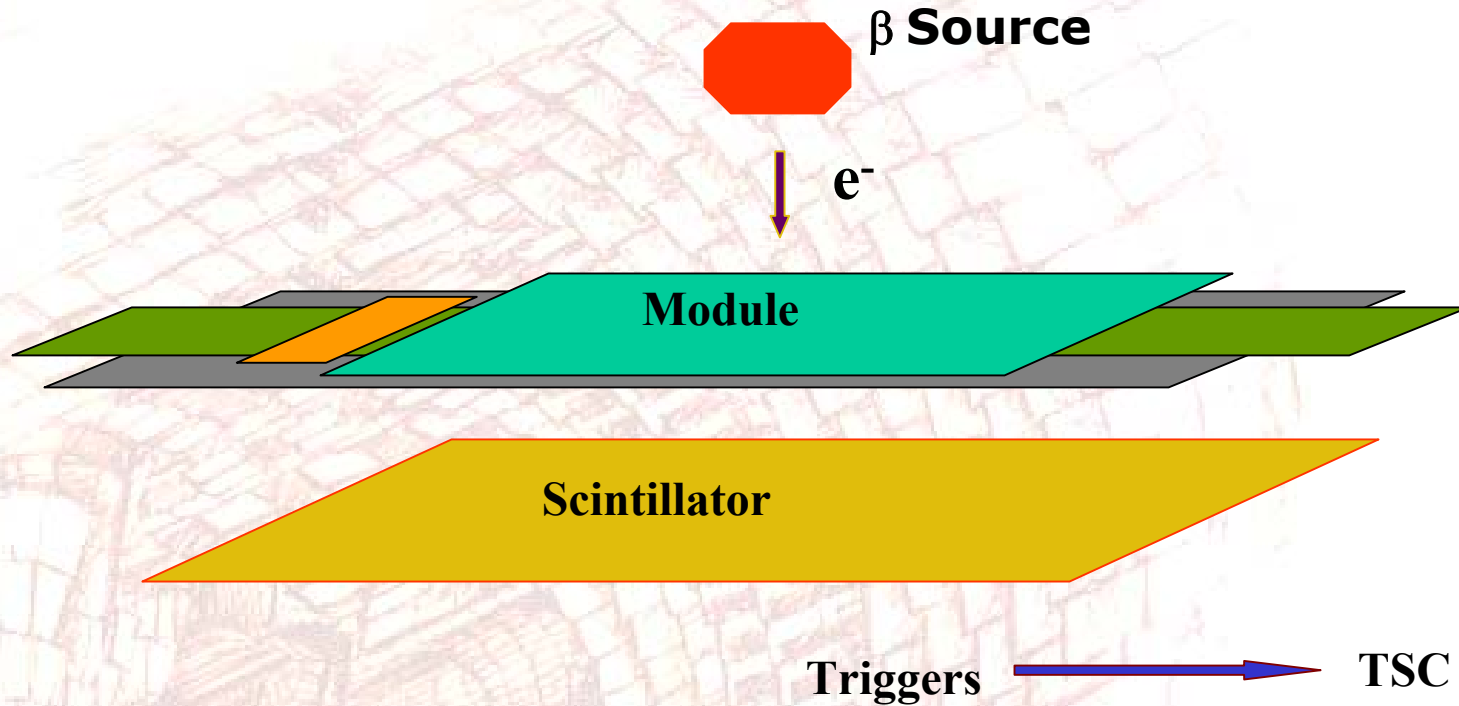 β Source
e-
Module
Scintillator
Triggers
TSC